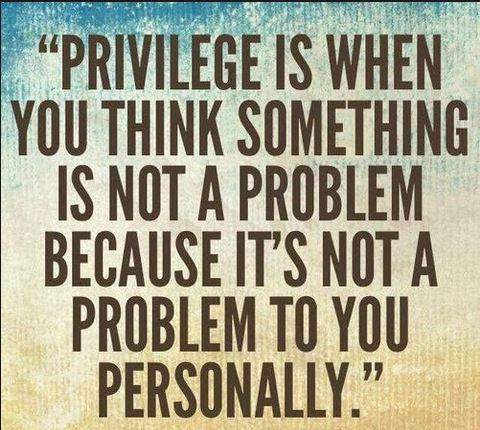 “PRIVILEGE IS WHEN
YOU THINK SOMETHING
IS NOT A PROBLEM
BECAUSE IT’S NOT A
PROBLEM TO YOU
PERSONALLY.”